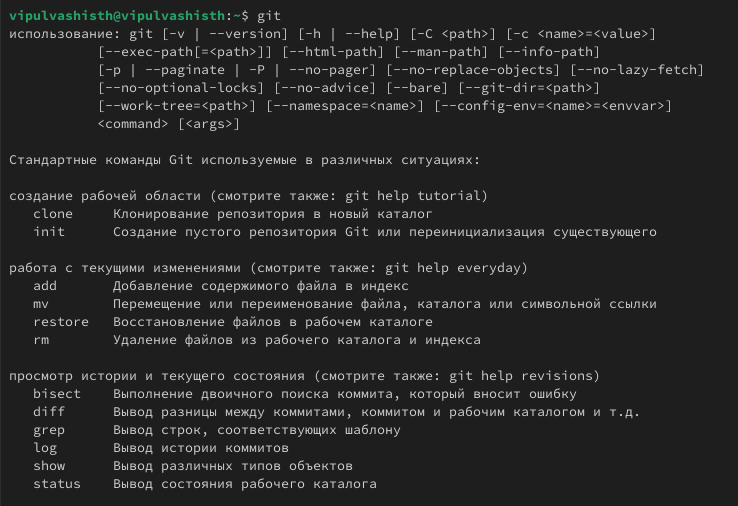 vipulvashisth@vipulvashisth:~$ git
использование: git [-v | --version] [-h | --help] [-C <path>] [-c <name>=<value>]
           [--exec-path[=<path>]] [--html-path] [--man-path] [--info-path]
           [-p | --paginate | -P | --no-pager] [--no-replace-objects] [--no-lazy-fetch]
           [--no-optional-locks] [--no-advice] [--bare] [--git-dir=<path>]
           [--work-tree=<path>] [--namespace=<name>] [--config-env=<name>=<envvar>]
           <command> [<args>]

Стандартные команды Git используемые в различных ситуациях:

создание рабочей области (смотрите также: git help tutorial)
   clone     Клонирование репозитория в новый каталог
   init      Создание пустого репозитория Git или переинициализация существующего

работа с текущими изменениями (смотрите также: git help everyday)
   add       Добавление содержимого файла в индекс
   mv        Перемещение или переименование файла, каталога или символьной ссылки
   restore   Восстановление файлов в рабочем каталоге
   rm        Удаление файлов из рабочего каталога и индекса

просмотр истории и текущего состояния (смотрите также: git help revisions)
   bisect    Выполнение двоичного поиска коммита, который вносит ошибку
   diff      Вывод разницы между коммитами, коммитом и рабочим каталогом и т.д.
   grep      Вывод строк, соответствующих шаблону
   log       Вывод истории коммитов
   show      Вывод различных типов объектов
   status    Вывод состояния рабочего каталога